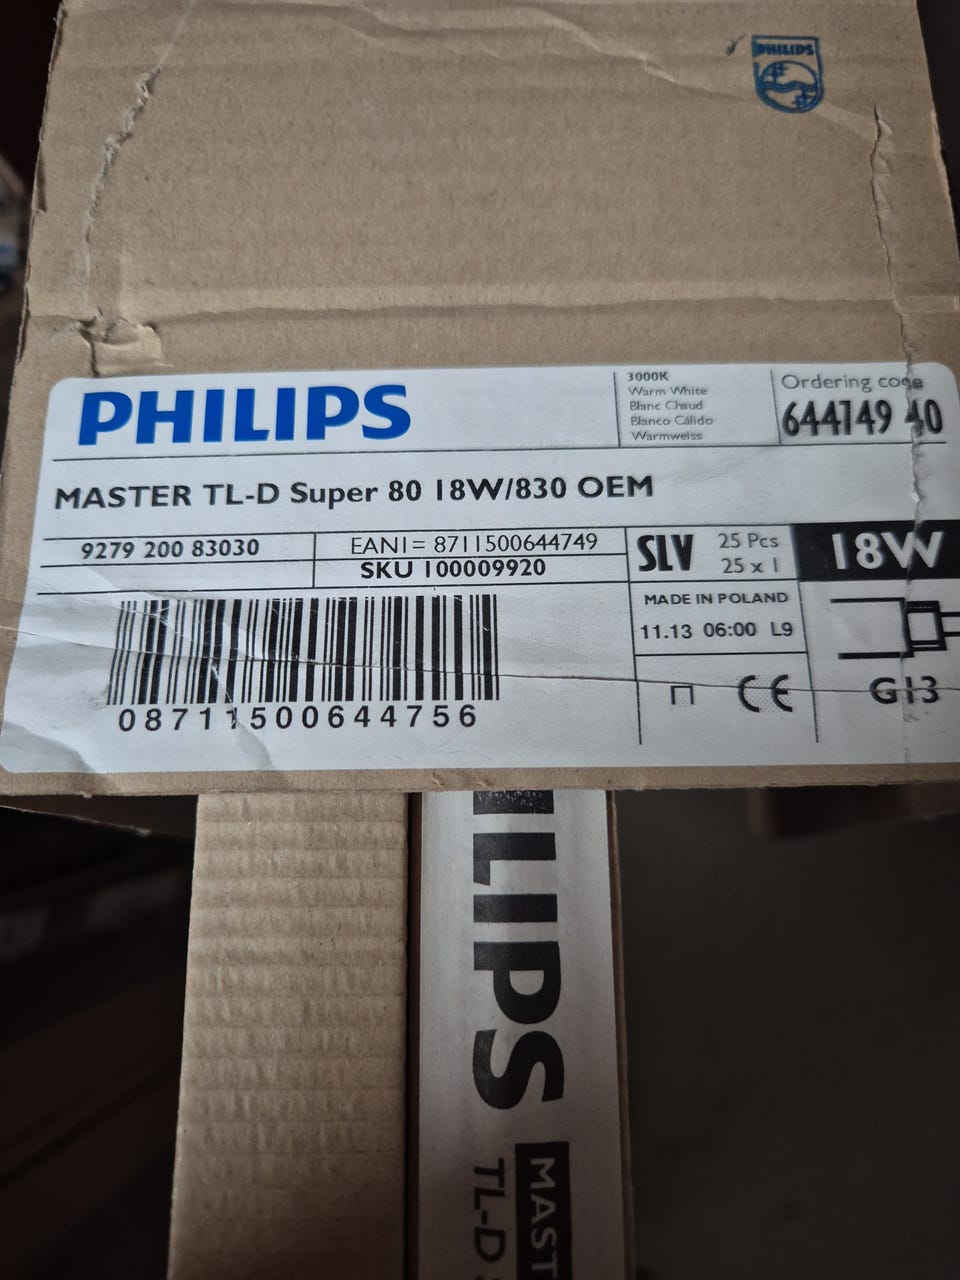 PHILIPS
PHILIPS
3000K
Warm White
Blanc Chaud
Blanco Cálido
Warmweiss
Ordering code
644749 40
MASTER TL-D Super 80 18W/830 OEM
9279 200 83030
EAN1= 8711500644749
SKU 100009920
SLV
25 Pcs
25 x 1
18W
MADE IN POLAND
11.13 06:00 L9
CE
G13
08711500644756
ILIPS
MAST
TL-D S